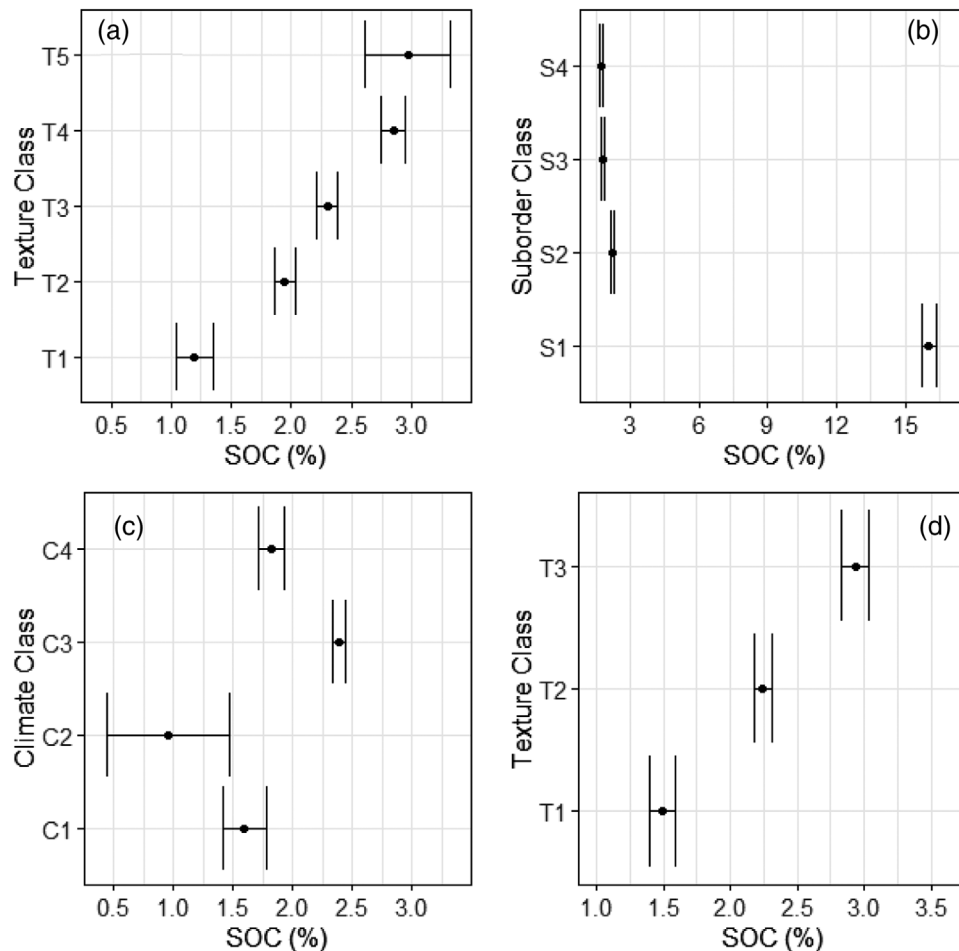 (a)
Texture Class
T5
T4
T3
T2
T1
0.5 1.0 1.5 2.0 2.5 3.0
SOC (%)
(b)
Suborder Class
S4
S3
S2
S1
3 6 9 12 15
SOC (%)
(c)
Climate Class
C4
C3
C2
C1
0.5 1.0 1.5 2.0 2.5 3.0
SOC (%)
(d)
Texture Class
T3
T2
T1
1.0 1.5 2.0 2.5 3.0 3.5
SOC (%)